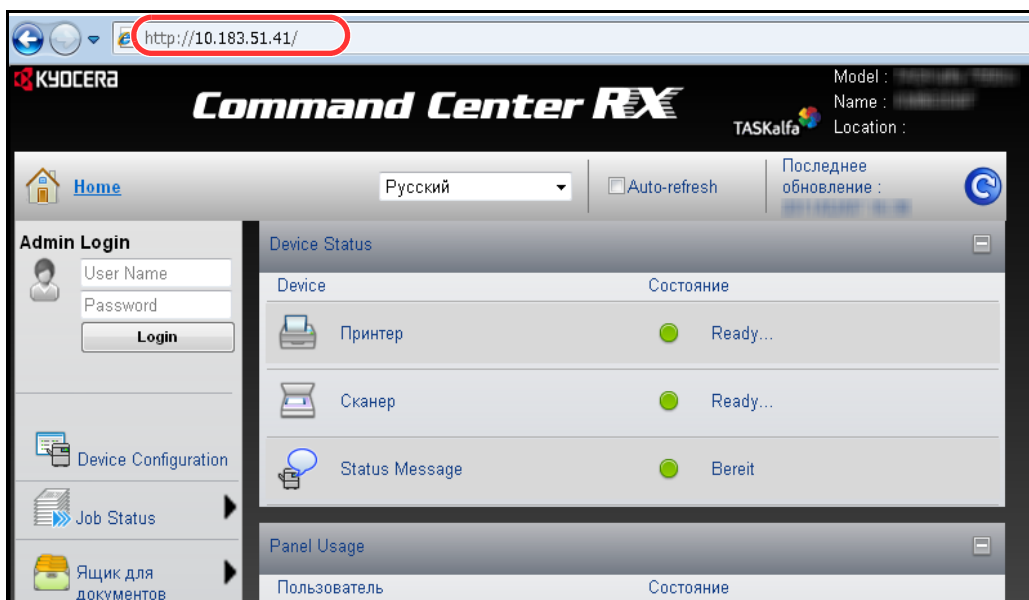 http://10.183.51.41/
KYOCERA
Command Center RX
TASKalfa
Model :
Name :
Location :
Home
Русский
Auto-refresh
Последнее
обновление :
Admin Login
User Name
Password
Login
Device Configuration
Job Status
Ящик для
документов
Device Status
Device Состояние
Принтер Ready...
Сканер Ready...
Status Message Bereit
Panel Usage
Пользователь Состояние